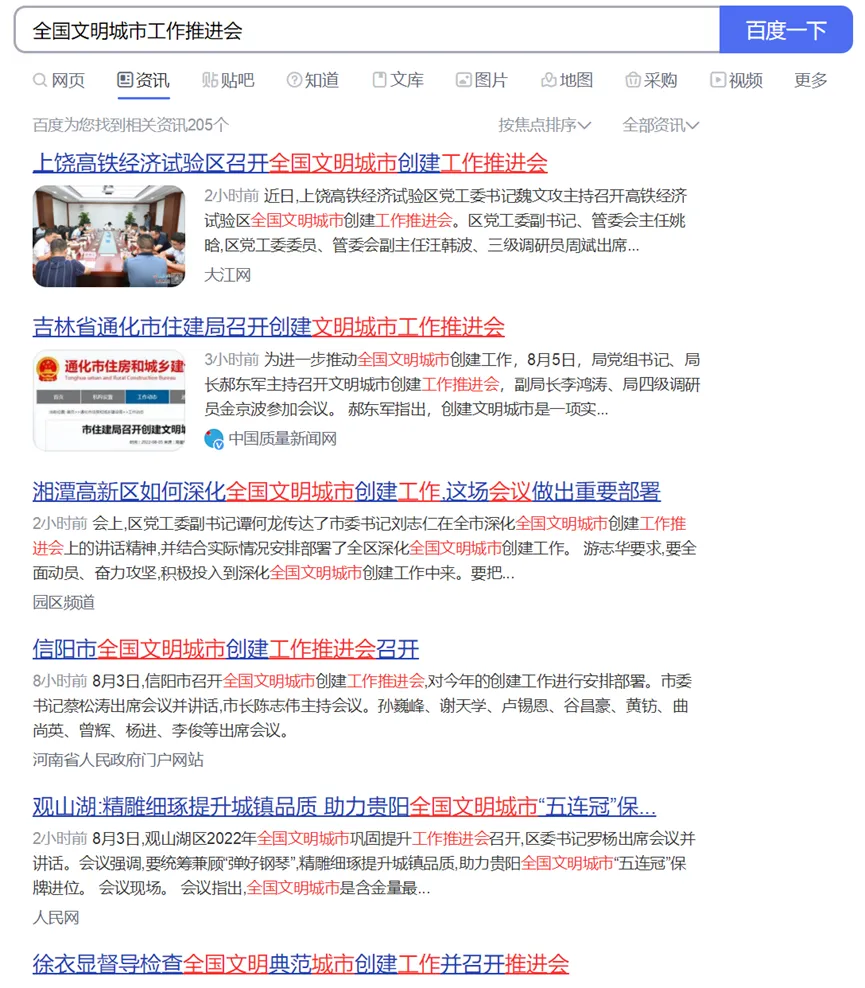 全国文明城市工作推进会
百度一下
网页 资讯 贴吧 知道 文库 图片 地图 采购 视频 更多
百度为您找到相关资讯205个 按焦点排序 全部资讯
上饶高铁经济试验区召开全国文明城市创建工作推进会
2小时前 近日,上饶高铁经济试验区党工委书记魏文攻主持召开高铁经济
试验区全国文明城市创建工作推进会。区党工委副书记、管委会主任姚
晗,区党工委委员、管委会副主任汪韩波、三级调研员周斌出席...
大江网
吉林省通化市住建局召开创建文明城市工作推进会
通化市住房和城乡建
Tonghua urban and Rural Construction Bureau
首页 机构设置 工作动态
市住建局召开创建文明城
3小时前 为进一步推动全国文明城市创建工作，8月5日，局党组书记、局
长郝东军主持召开文明城市创建工作推进会，副局长李鸿涛、局四级调研
员金京波参加会议。 郝东军指出，创建文明城市是一项实...
中国质量新闻网
湘潭高新区如何深化全国文明城市创建工作,这场会议做出重要部署
2小时前 会上,区党工委副书记谭何龙传达了市委书记刘志仁在全市深化全国文明城市创建工作推
进会上的讲话精神,并结合实际情况安排部署了全区深化全国文明城市创建工作。 游志华要求,要全
面动员、奋力攻坚,积极投入到深化全国文明城市创建工作中来。要把...
园区频道
信阳市全国文明城市创建工作推进会召开
8小时前 8月3日,信阳市召开全国文明城市创建工作推进会,对今年的创建工作进行安排部署。市委
书记蔡松涛出席会议并讲话,市长陈志伟主持会议。孙巍峰、谢天学、卢锡恩、谷昌豪、黄钫、曲
尚英、曾辉、杨进、李俊等出席会议。
河南省人民政府门户网站
观山湖:精雕细琢提升城镇品质 助力贵阳全国文明城市“五连冠”保...
2小时前 8月3日,观山湖区2022年全国文明城市巩固提升工作推进会召开,区委书记罗杨出席会议并
讲话。会议强调,要统筹兼顾“弹好钢琴”,精雕细琢提升城镇品质,助力贵阳全国文明城市“五连冠”保
牌进位。 会议现场。 会议指出,全国文明城市是含金量最...
人民网
徐衣显督导检查全国文明典范城市创建工作并召开推进会